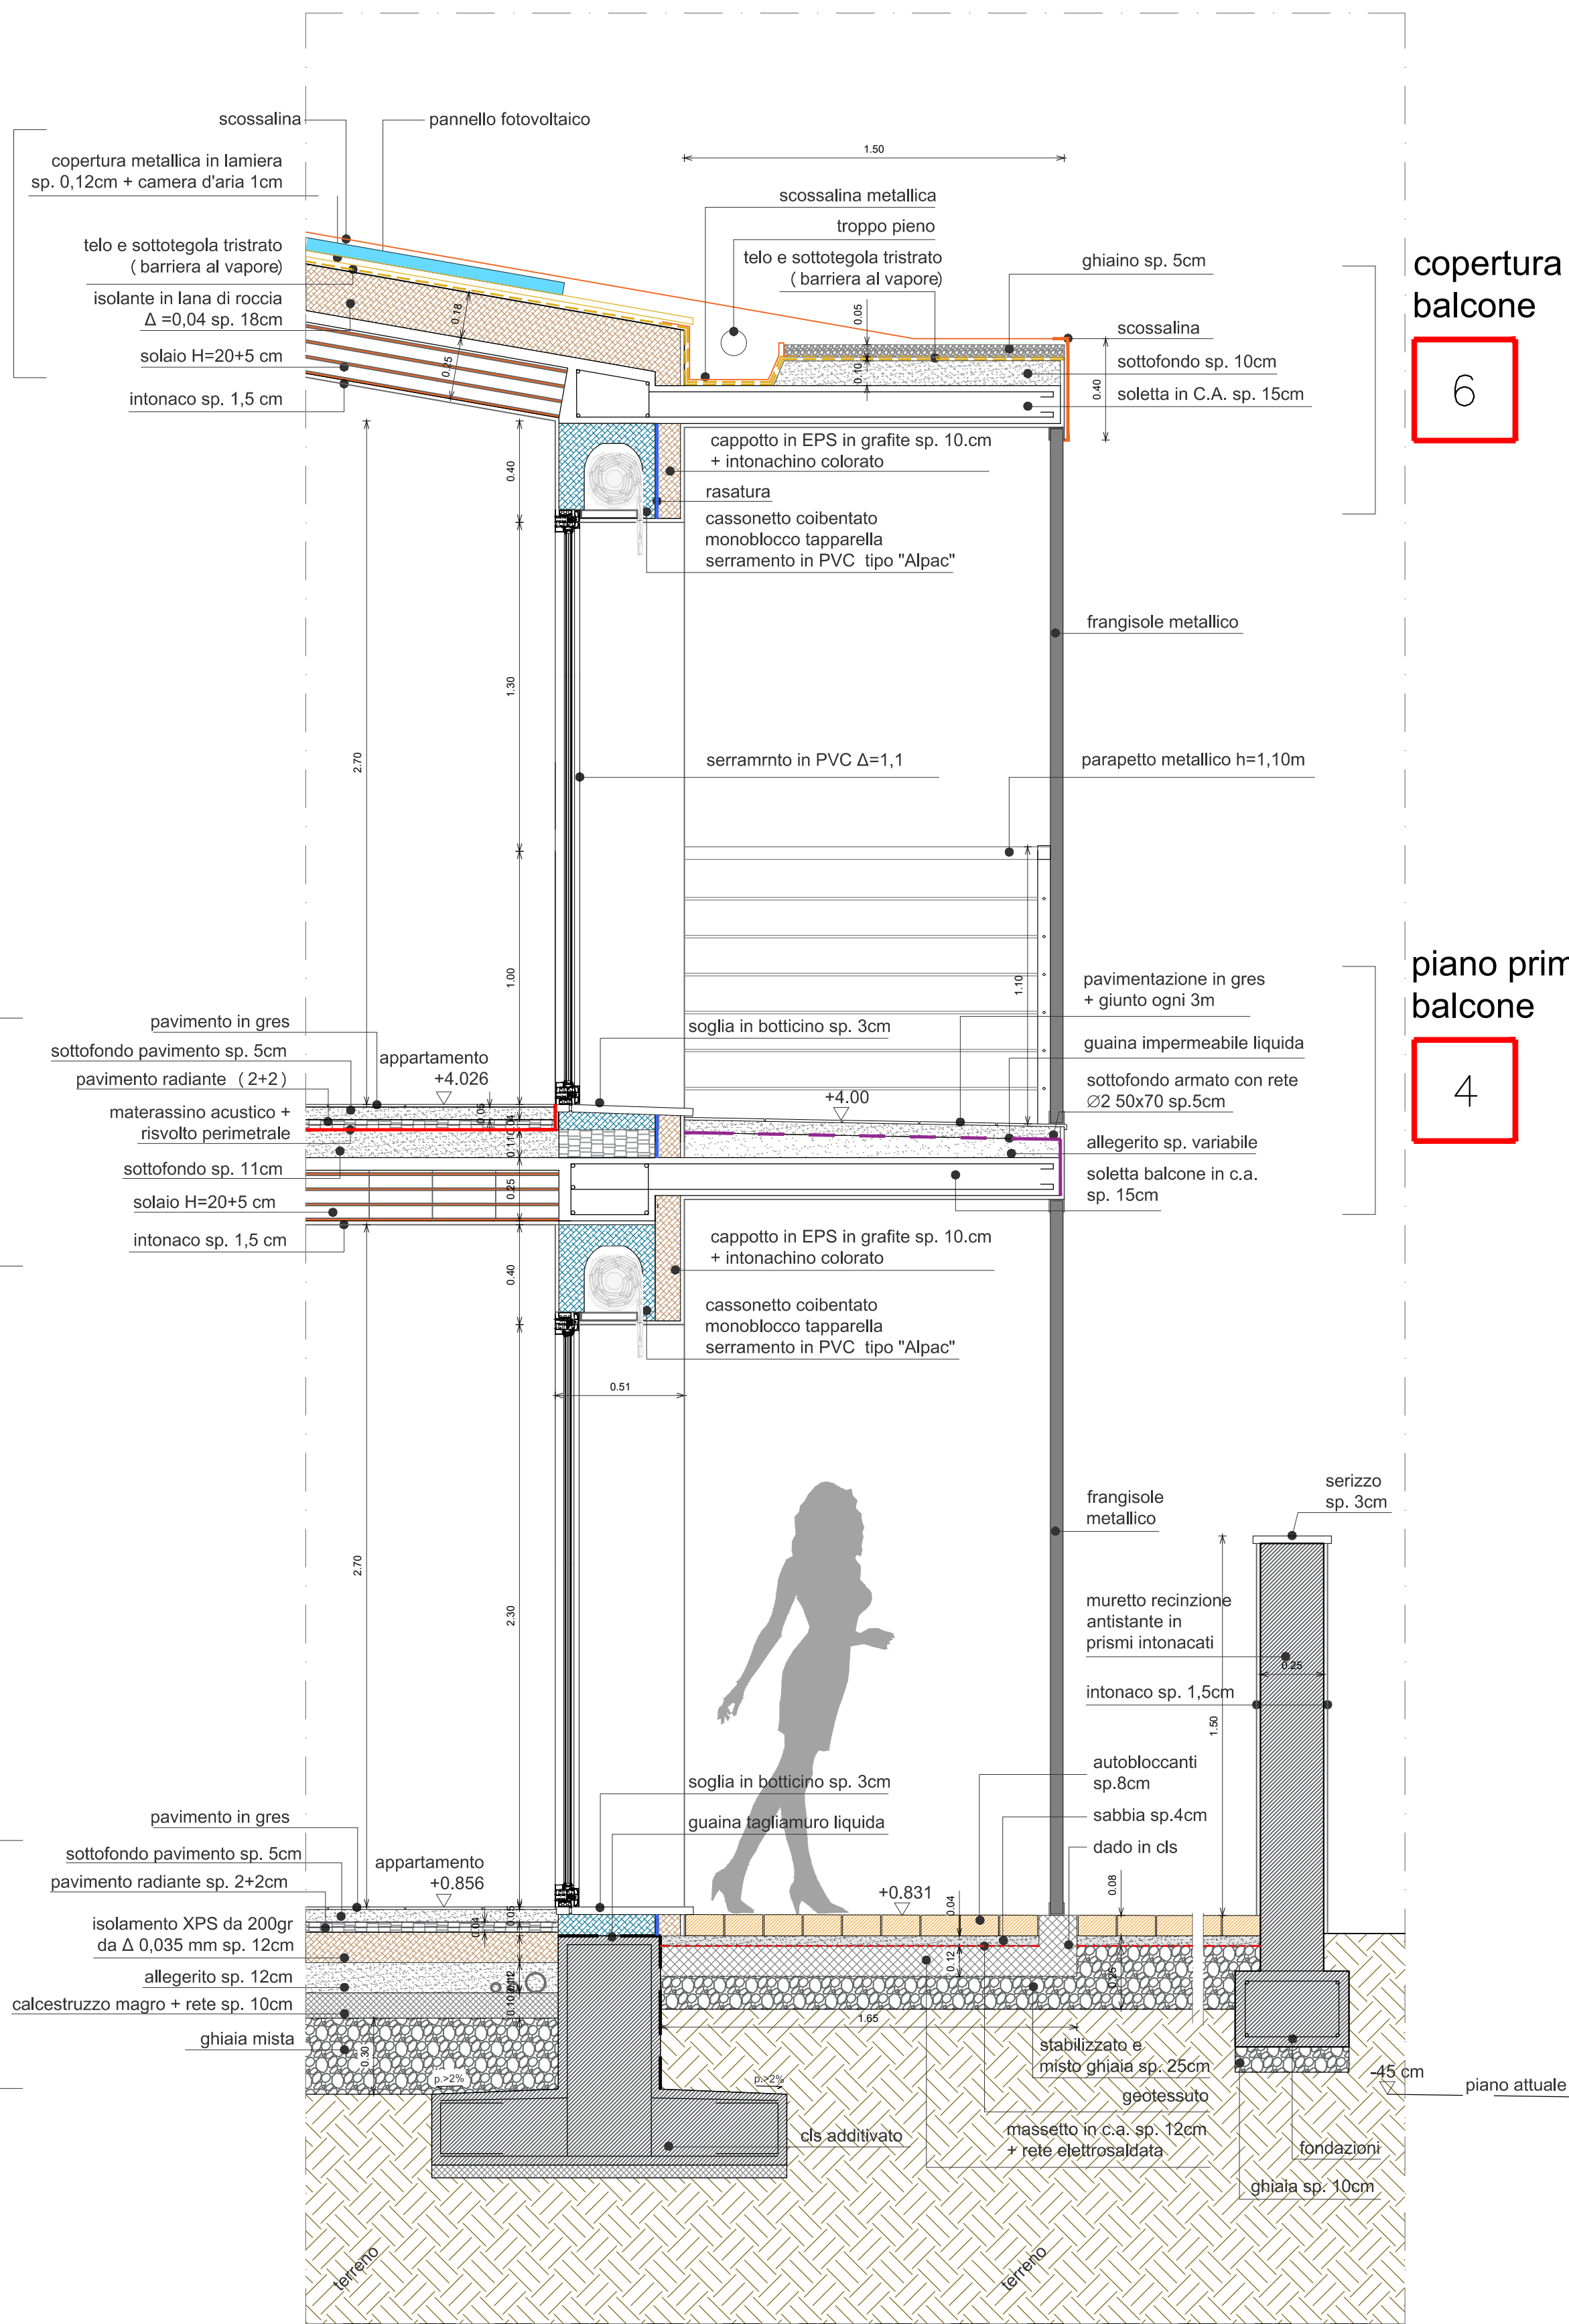 scossalina
pannello fotovoltaico
copertura metallica in lamiera
sp. 0,12cm + camera d'aria 1cm
telo e sottotegola tristrato
( barriera al vapore)
isolante in lana di roccia
Δ =0,04 sp. 18cm
solaio H=20+5 cm
intonaco sp. 1,5 cm
0.18
0.25
1.50
scossalina metallica
troppo pieno
telo e sottotegola tristrato
( barriera al vapore)
0.05
0.10
ghiaino sp. 5cm
scossalina
sottofondo sp. 10cm
soletta in C.A. sp. 15cm
0.40
copertura
balcone
6
0.40
cappotto in EPS in grafite sp. 10.cm
+ intonachino colorato
rasatura
cassonetto coibentato
monoblocco tapparella
serramento in PVC tipo "Alpac"
frangisole metallico
1.30
2.70
serramrnto in PVC Δ=1,1
parapetto metallico h=1,10m
1.00
1.10
piano prim
balcone
4
pavimento in gres
sottofondo pavimento sp. 5cm
pavimento radiante ( 2+2 )
materassino acustico +
risvolto perimetrale
sottofondo sp. 11cm
solaio H=20+5 cm
intonaco sp. 1,5 cm
appartamento
+4.026
0.05
0.04
0.11
0.25
soglia in botticino sp. 3cm
+4.00
pavimentazione in gres
+ giunto ogni 3m
guaina impermeabile liquida
sottofondo armato con rete
∅2 50x70 sp.5cm
allegerito sp. variabile
soletta balcone in c.a.
sp. 15cm
0.40
cappotto in EPS in grafite sp. 10.cm
+ intonachino colorato
cassonetto coibentato
monoblocco tapparella
serramento in PVC tipo "Alpac"
0.51
2.70
2.30
frangisole
metallico
serizzo
sp. 3cm
muretto recinzione
antistante in
prismi intonacati
0.25
intonaco sp. 1,5cm
1.50
autobloccanti
sp.8cm
sabbia sp.4cm
dado in cls
soglia in botticino sp. 3cm
guaina tagliamuro liquida
pavimento in gres
sottofondo pavimento sp. 5cm
pavimento radiante sp. 2+2cm
isolamento XPS da 200gr
da Δ 0,035 mm sp. 12cm
allegerito sp. 12cm
calcestruzzo magro + rete sp. 10cm
ghiaia mista
appartamento
+0.856
0.05
0.04
0.30
+0.831
0.04
0.08
0.12
0.25
1.65
p.>2%
p.>2%
stabilizzato e
misto ghiaia sp. 25cm
geotessuto
massetto in c.a. sp. 12cm
+ rete elettrosaldata
cls additivato
-45 cm
piano attuale
fondazioni
ghiaia sp. 10cm
terreno
terreno